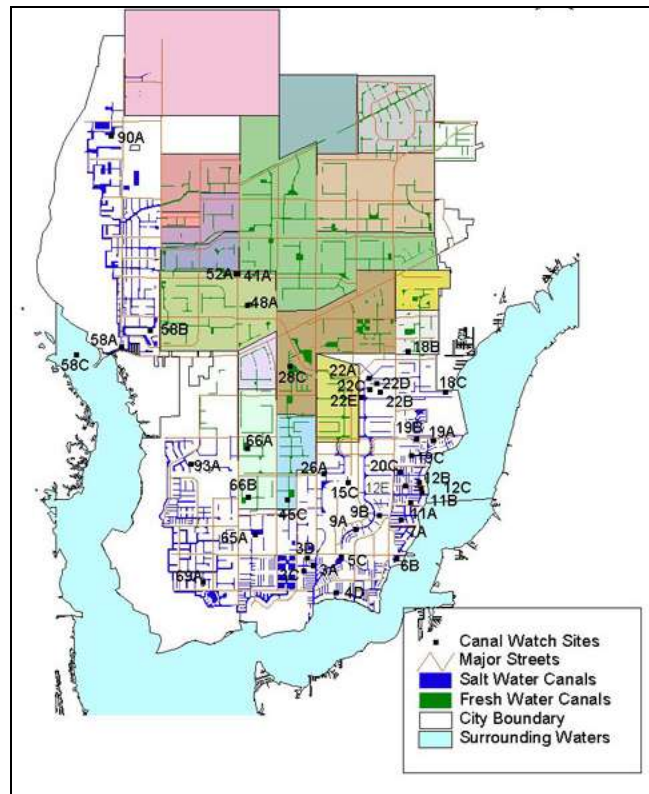 90A
52A
41A
48A
58B
58A
58C
18B
28C
22A
22C
22D
18C
22E
22B
19B
19A
66A
19C
93A
26A
20C
12B
15C
12E
12C
66B
11B
45C
9B
11A
9A
7A
65A
3D
5C
6B
3A
69A
4D
Canal Watch Sites
Major Streets
Salt Water Canals
Fresh Water Canals
City Boundary
Surrounding Waters